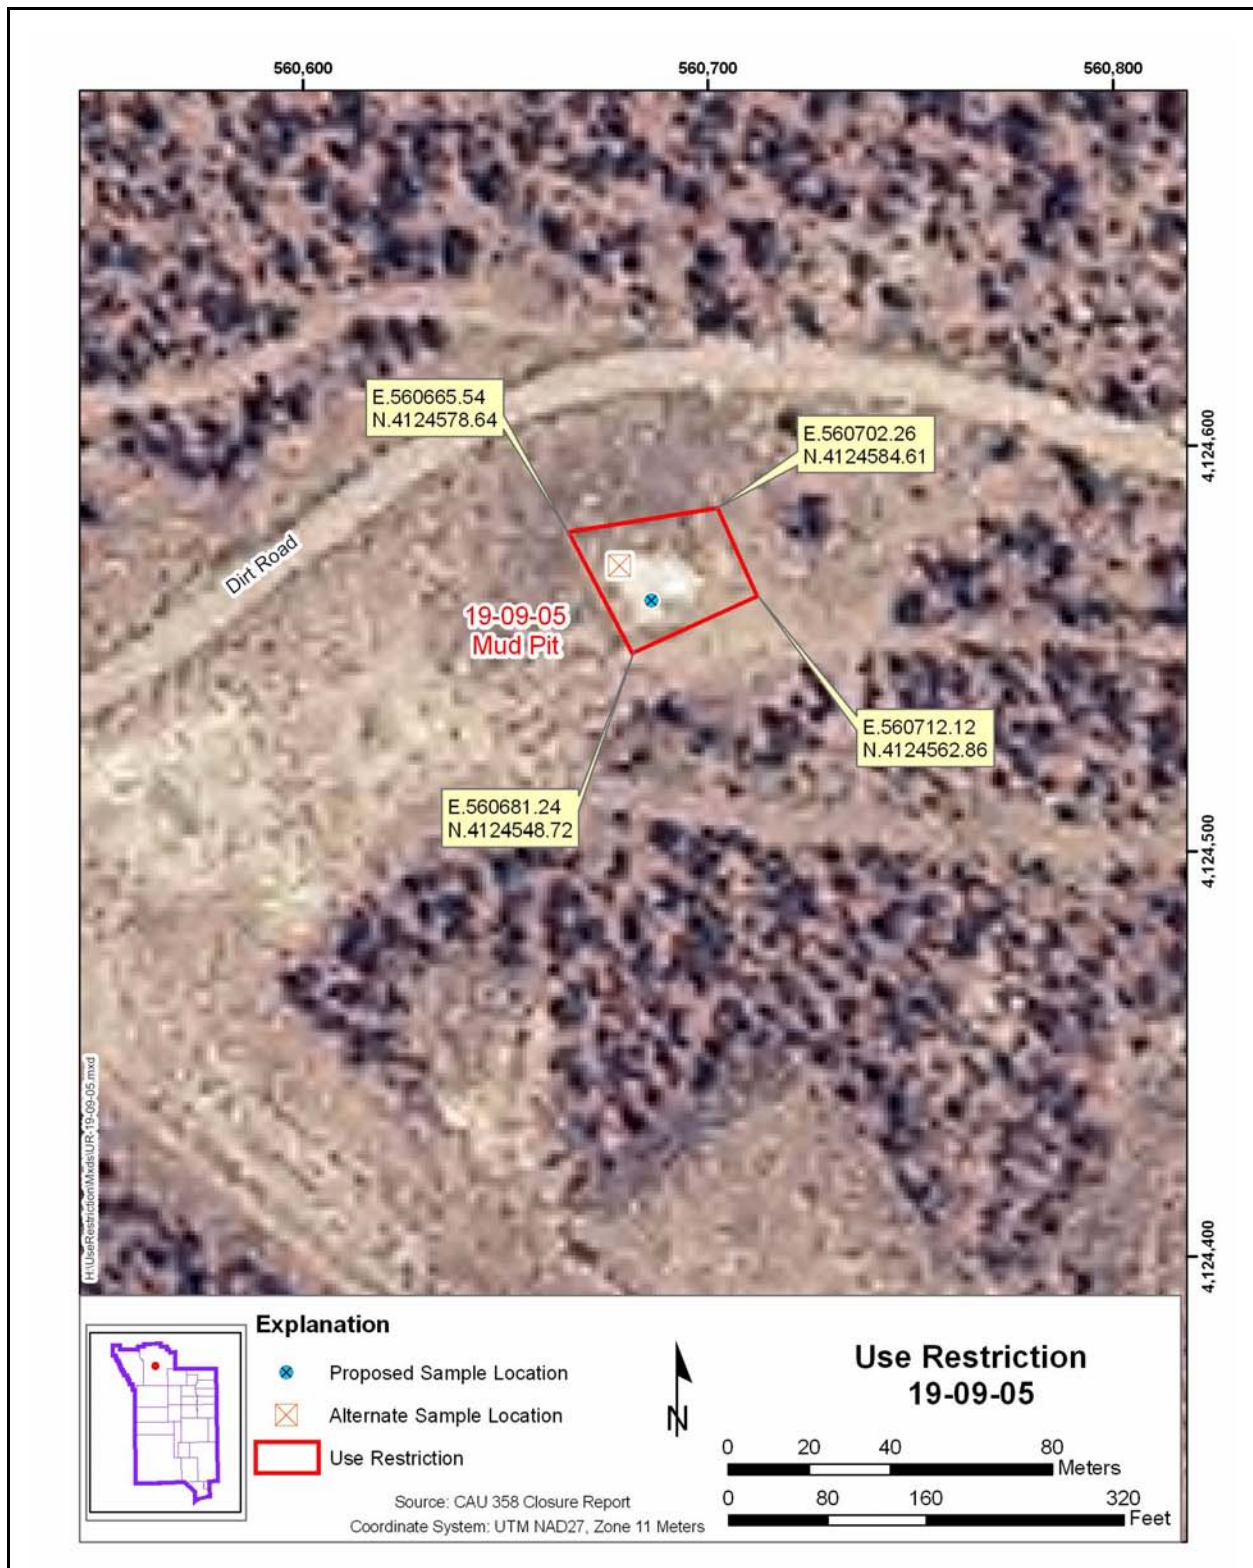 560,600
560,700
560,800
E.560665.54
N.4124578.64
E.560702.26
N.4124584.61
4,124,600
Dirt Road
19-09-05
Mud Pit
E.560712.12
N.4124562.86
E.560681.24
N.4124548.72
4,124,500
4,124,400
H:\UseRestriction\Mxds\UR-19-09-05.mxd
Explanation
Proposed Sample Location
Alternate Sample Location
Use Restriction
Source: CAU 358 Closure Report
Coordinate System: UTM NAD27, Zone 11 Meters
N
Use Restriction
19-09-05
0 20 40 80
Meters
0 80 160 320
Feet